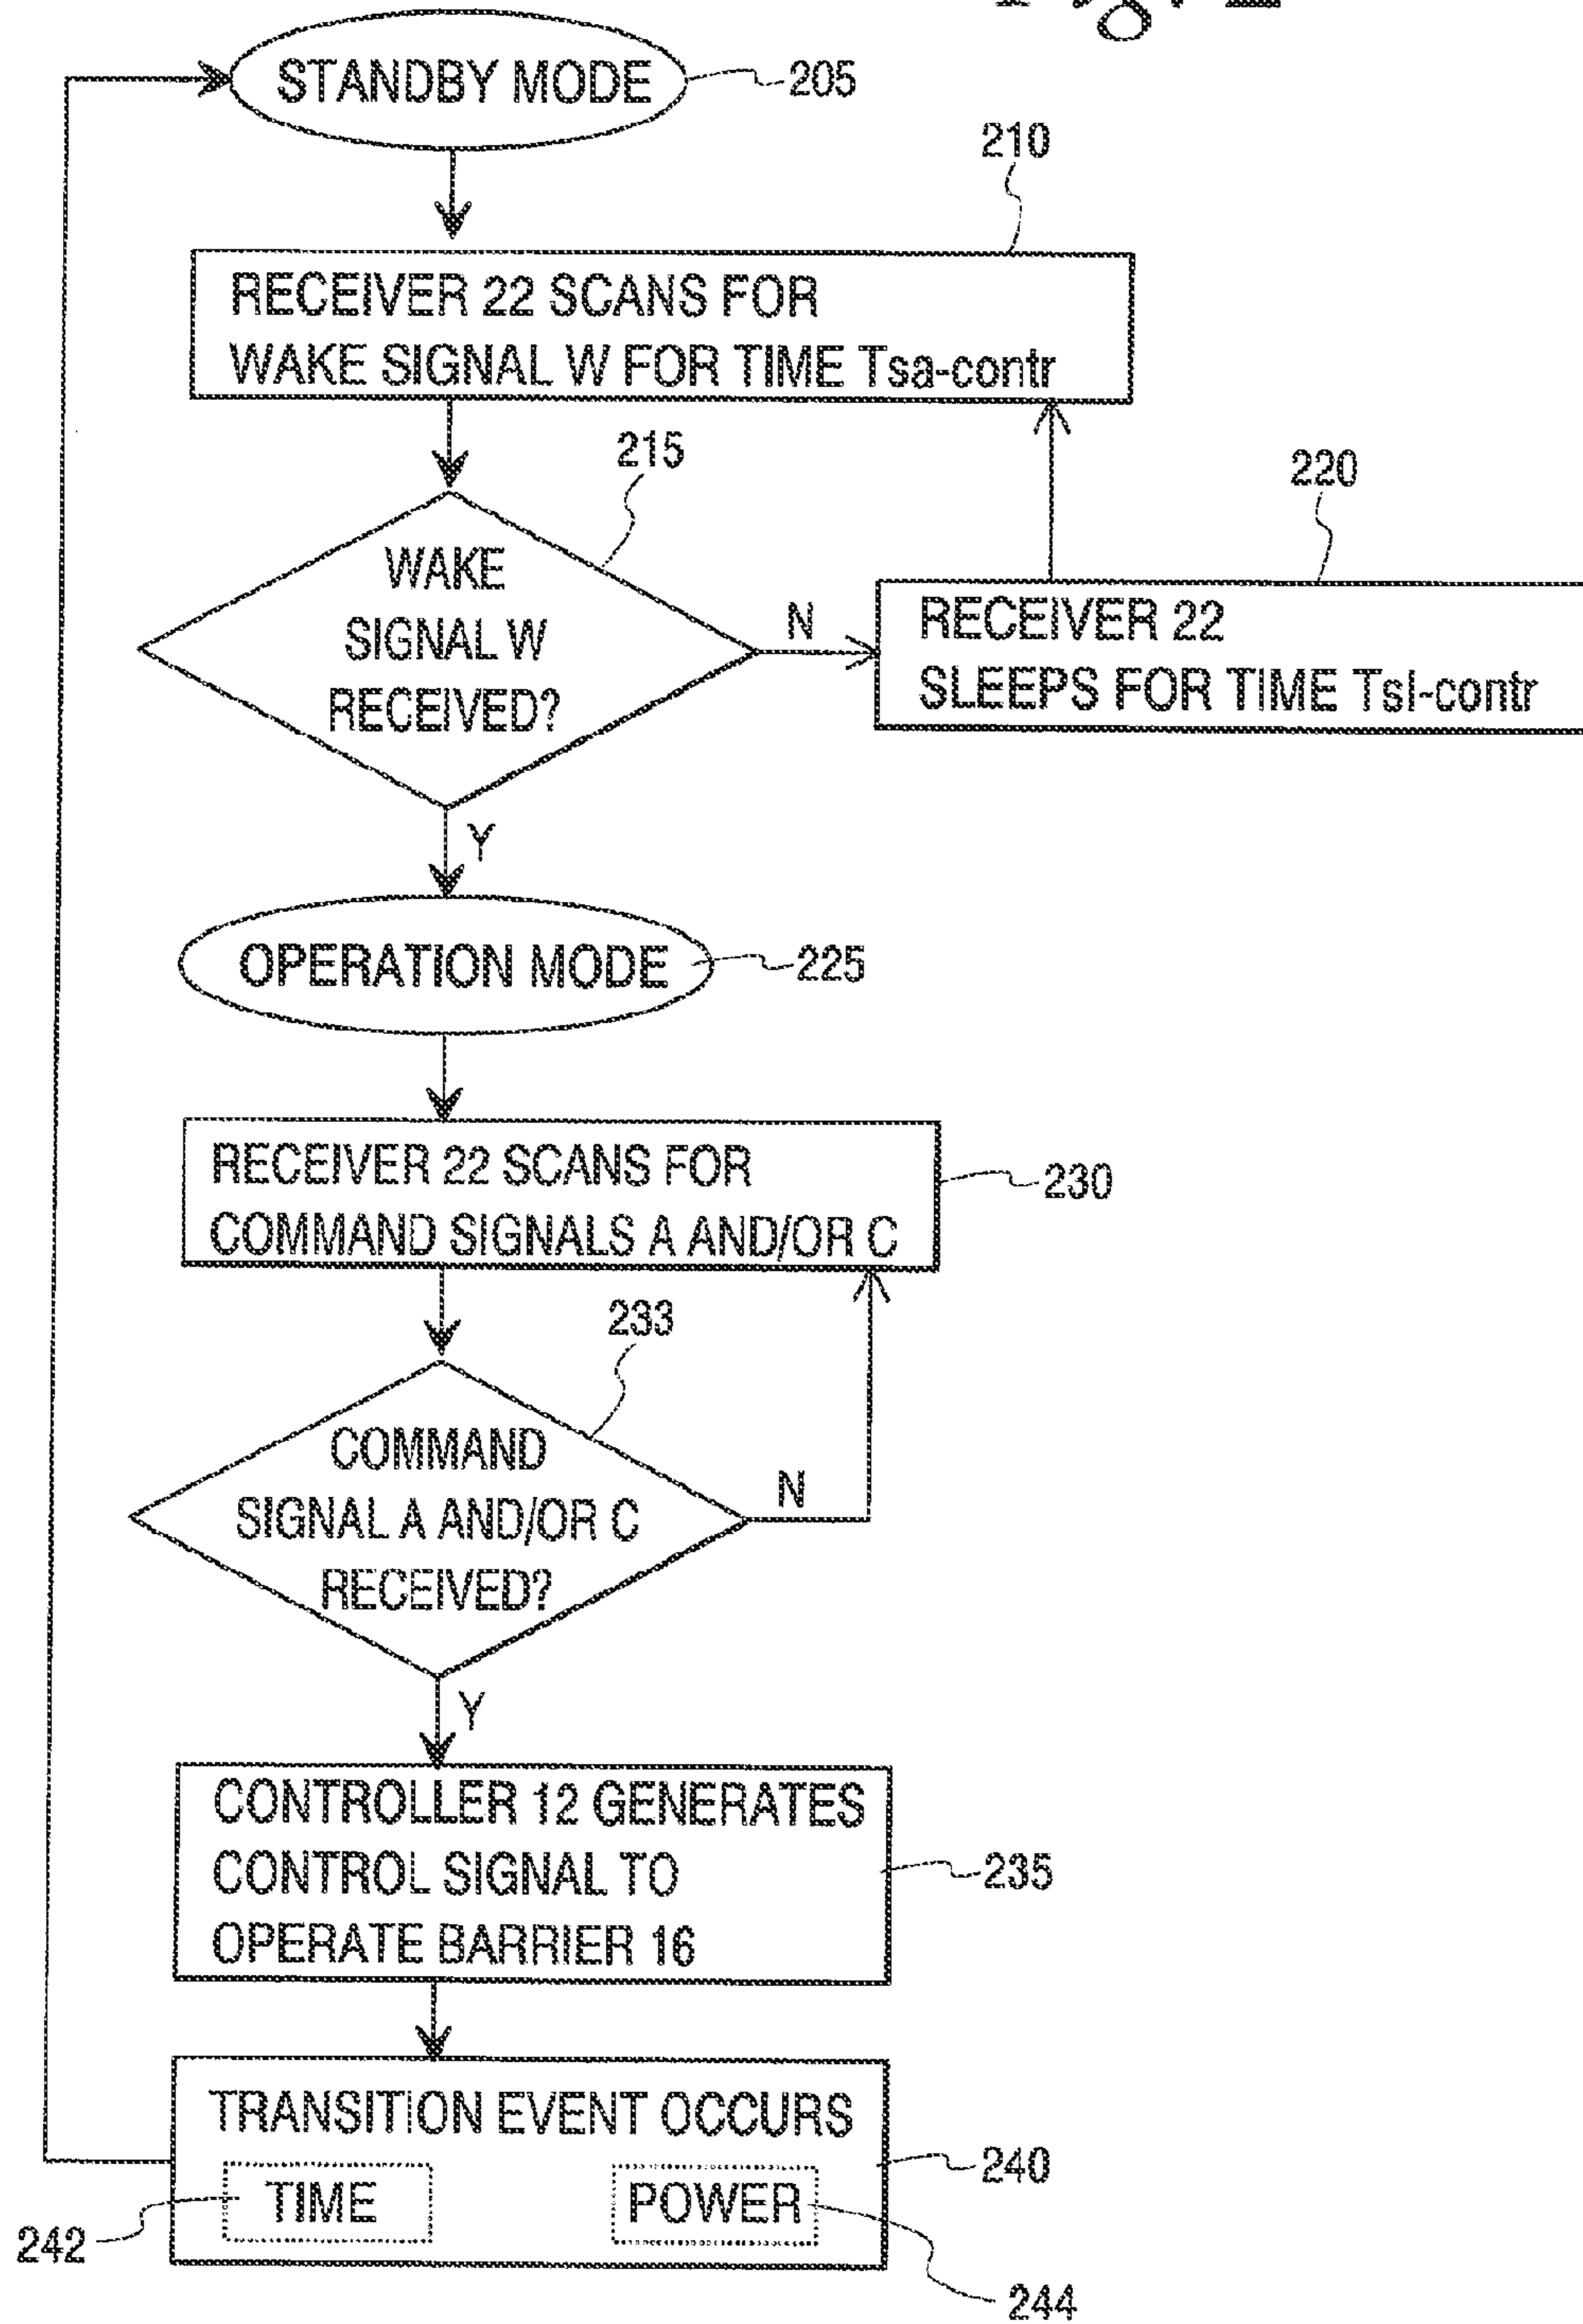 STANDBY MODE
205
210
RECEIVER 22 SCANS FOR
WAKE SIGNAL W FOR TIME Tsa-contr
215
220
WAKE
SIGNAL W
RECEIVED?
N
RECEIVER 22
SLEEPS FOR TIME Tsl-contr
Y
OPERATION MODE
225
RECEIVER 22 SCANS FOR
COMMAND SIGNALS A AND/OR C
230
233
COMMAND
SIGNAL A AND/OR C
RECEIVED?
N
Y
CONTROLLER 12 GENERATES
CONTROL SIGNAL TO
OPERATE BARRIER 16
235
TRANSITION EVENT OCCURS
240
TIME
POWER
242
244